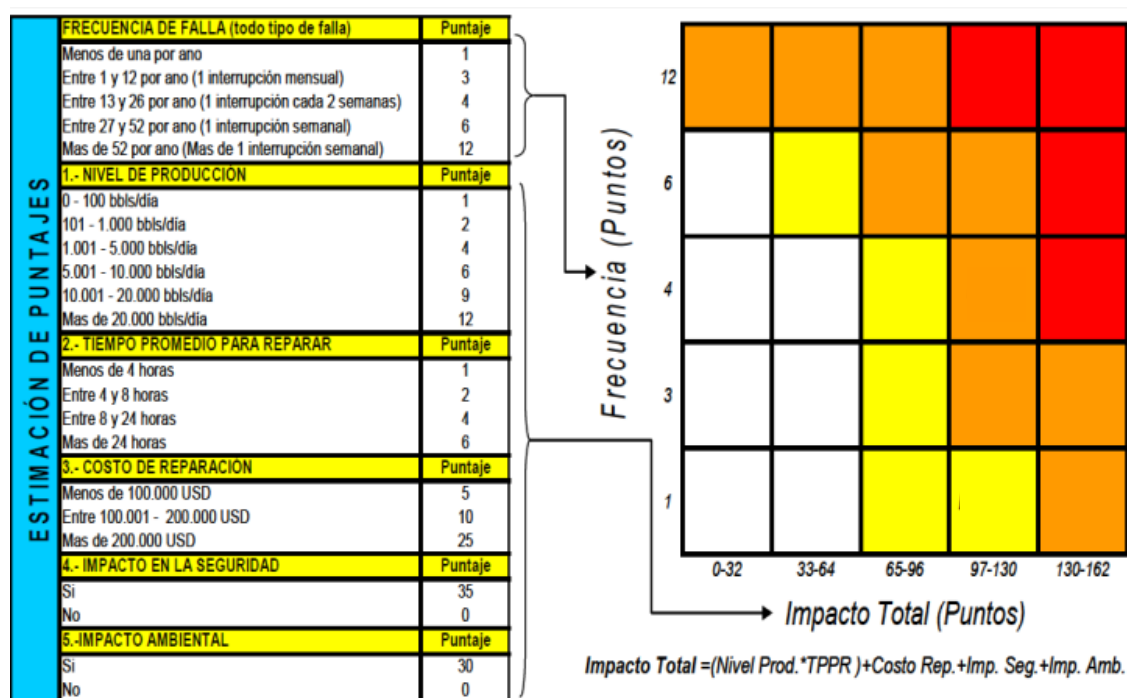 ESTIMACIÓN DE PUNTAJES
FRECUENCIA DE FALLA (todo tipo de falla) Puntaje
Menos de una por ano 1
Entre 1 y 12 por ano (1 interrupción mensual) 3
Entre 13 y 26 por ano (1 interrupción cada 2 semanas) 4
Entre 27 y 52 por ano (1 interrupción semanal) 6
Mas de 52 por ano (Mas de 1 interrupción semanal) 12
1.- NIVEL DE PRODUCCIÓN Puntaje
0 - 100 bbls/día 1
101 - 1.000 bbls/día 2
1.001 - 5.000 bbls/día 4
5.001 - 10.000 bbls/día 6
10.001 - 20.000 bbls/día 9
Mas de 20.000 bbls/día 12
2.- TIEMPO PROMEDIO PARA REPARAR Puntaje
Menos de 4 horas 1
Entre 4 y 8 horas 2
Entre 8 y 24 horas 4
Mas de 24 horas 6
3.- COSTO DE REPARACIÓN Puntaje
Menos de 100.000 USD 5
Entre 100.001 - 200.000 USD 10
Mas de 200.000 USD 25
4.- IMPACTO EN LA SEGURIDAD Puntaje
Si 35
No 0
5.-IMPACTO AMBIENTAL Puntaje
Si 30
No 0
Frecuencia (Puntos)
12
6
4
3
1
0-32 33-64 65-96 97-130 130-162
Impacto Total (Puntos)
Impacto Total =(Nivel Prod.*TPPR )+Costo Rep.+Imp. Seg.+Imp. Amb.